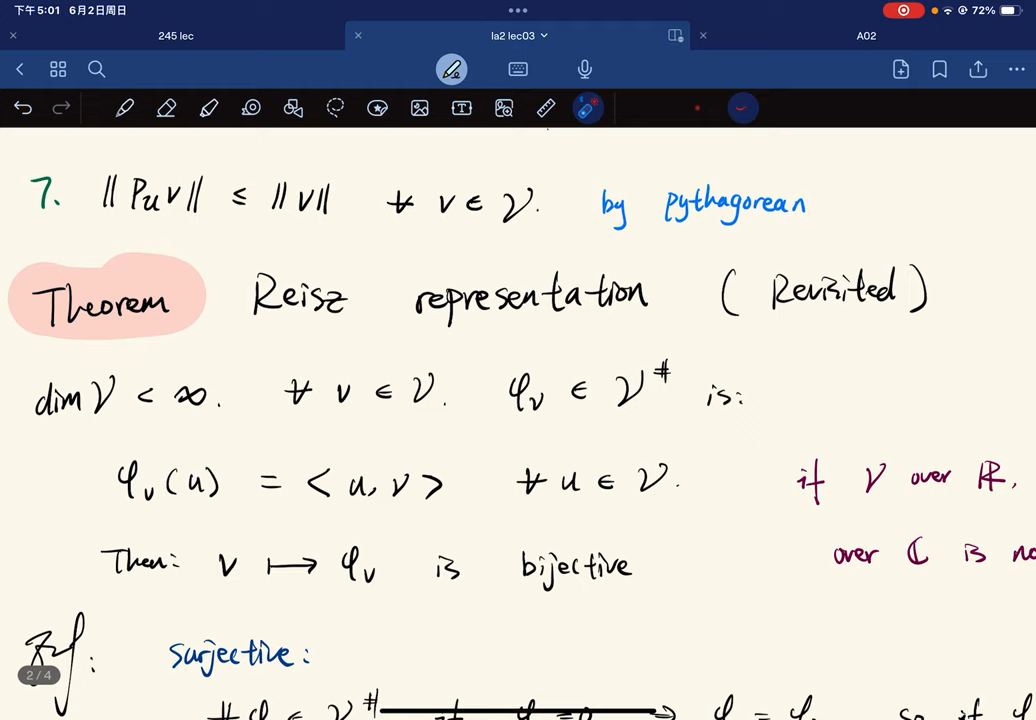 下午5:01 6月2日周日
72%
245 lec
la2 lec03
A02
7. ||P_U v|| ≤ ||v|| ∀ v ∈ V. by pythagorean
Theorem Reisz representation (Revisited)
dim V < ∞. ∀ v ∈ V. φ_v ∈ V^# is:
φ_v(u) = <u, v> ∀ u ∈ V. if V over ℝ,
Then: v ↦ φ_v is bijective over ℂ is no
surjective:
2/4